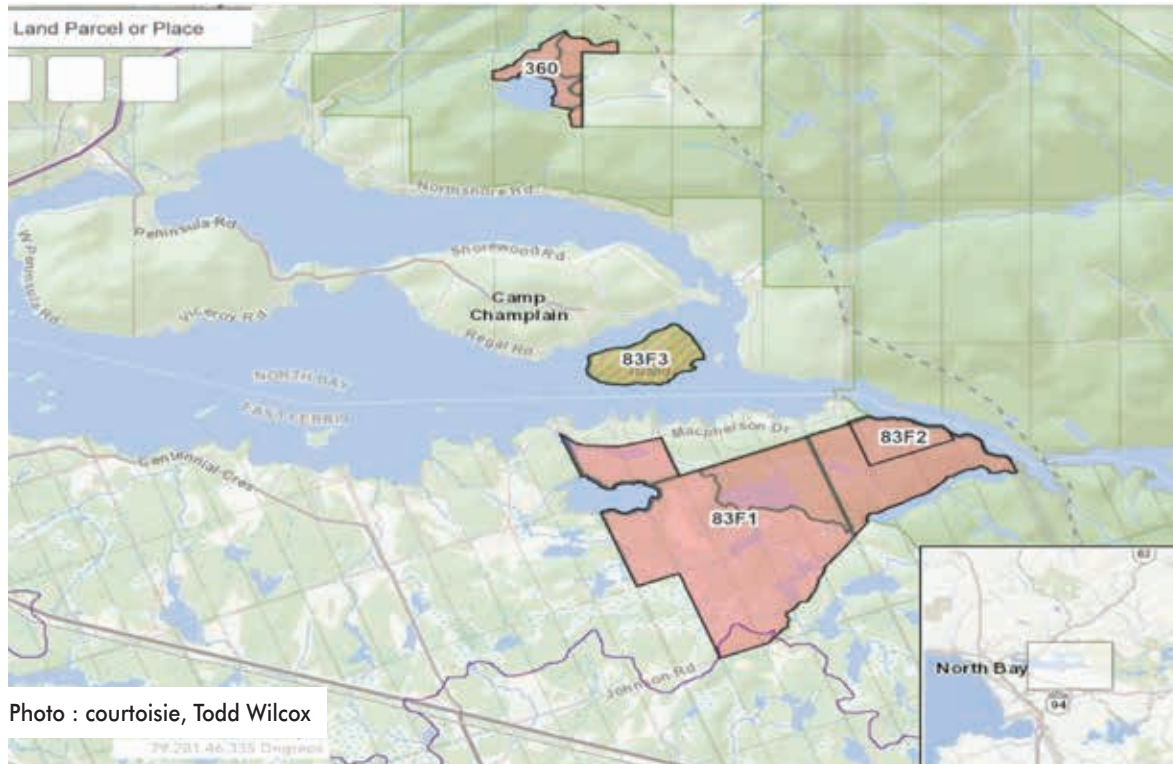 Land Parcel or Place
360
Northshore Rd
Peninsula Rd
W Peninsula Rd
Shorewood Rd
Camp
Champlain
Viceroy Rd
Regal Rd
83F3
Island
NORTH BAY
EAST FERRIS
Macpherson Dr
83F2
Centennial Cres
83F1
Johnson Rd
63
North Bay
94
Photo : courtoisie, Todd Wilcox